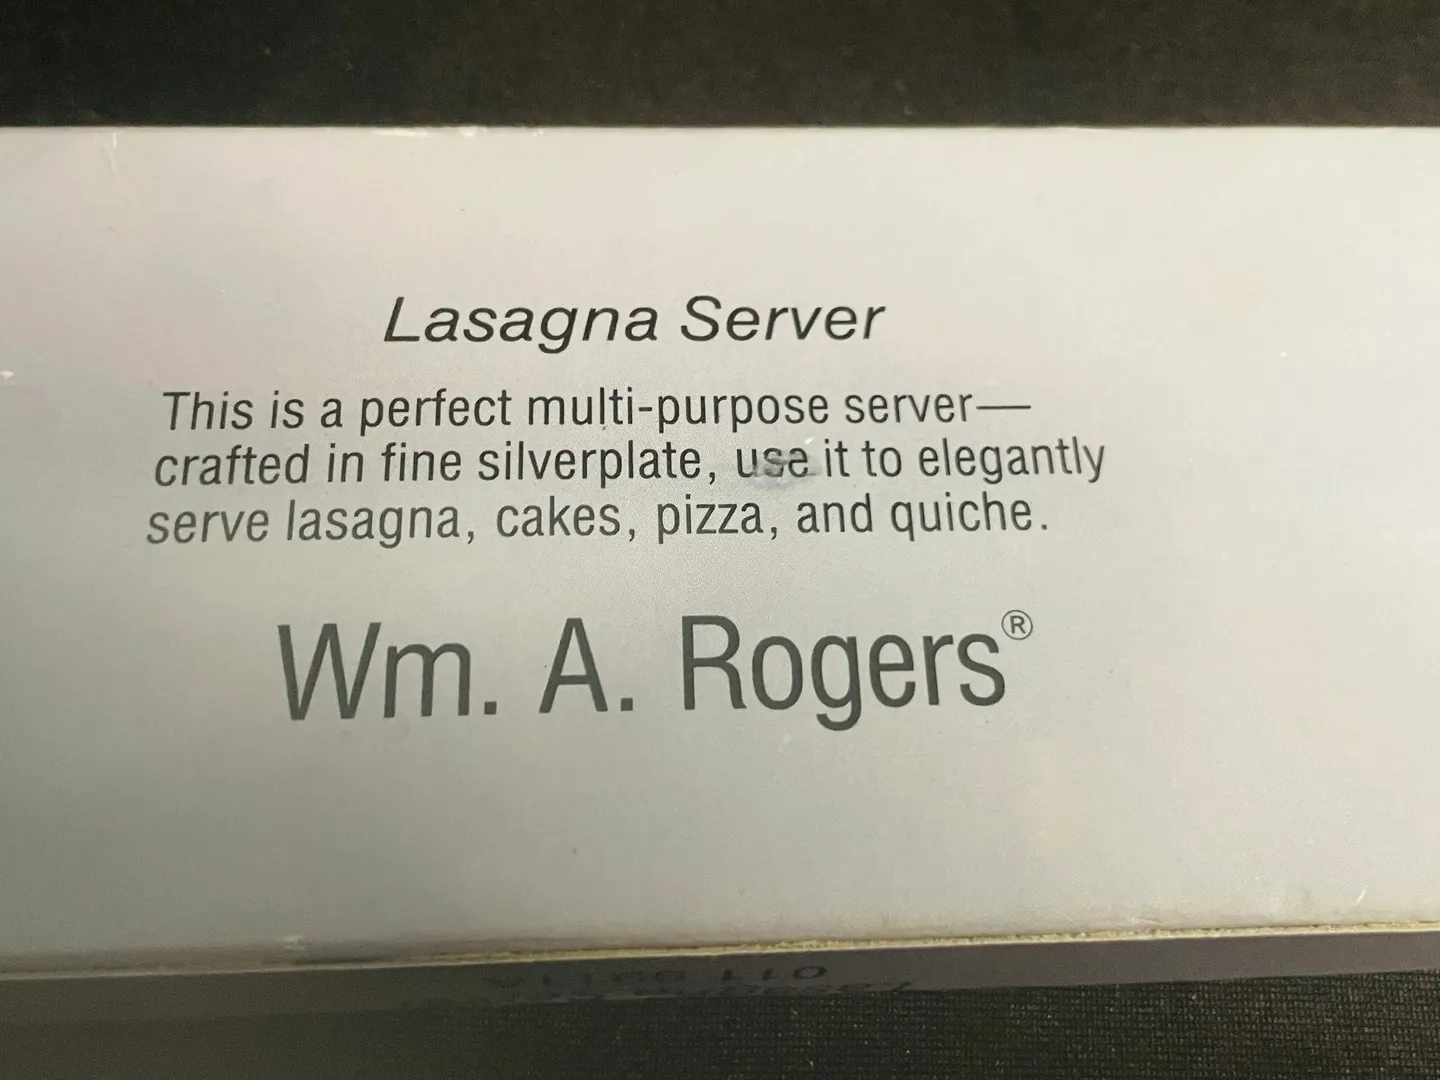 Lasagna Server
This is a perfect multi-purpose server—
crafted in fine silverplate, use it to elegantly
serve lasagna, cakes, pizza, and quiche.
Wm. A. Rogers®